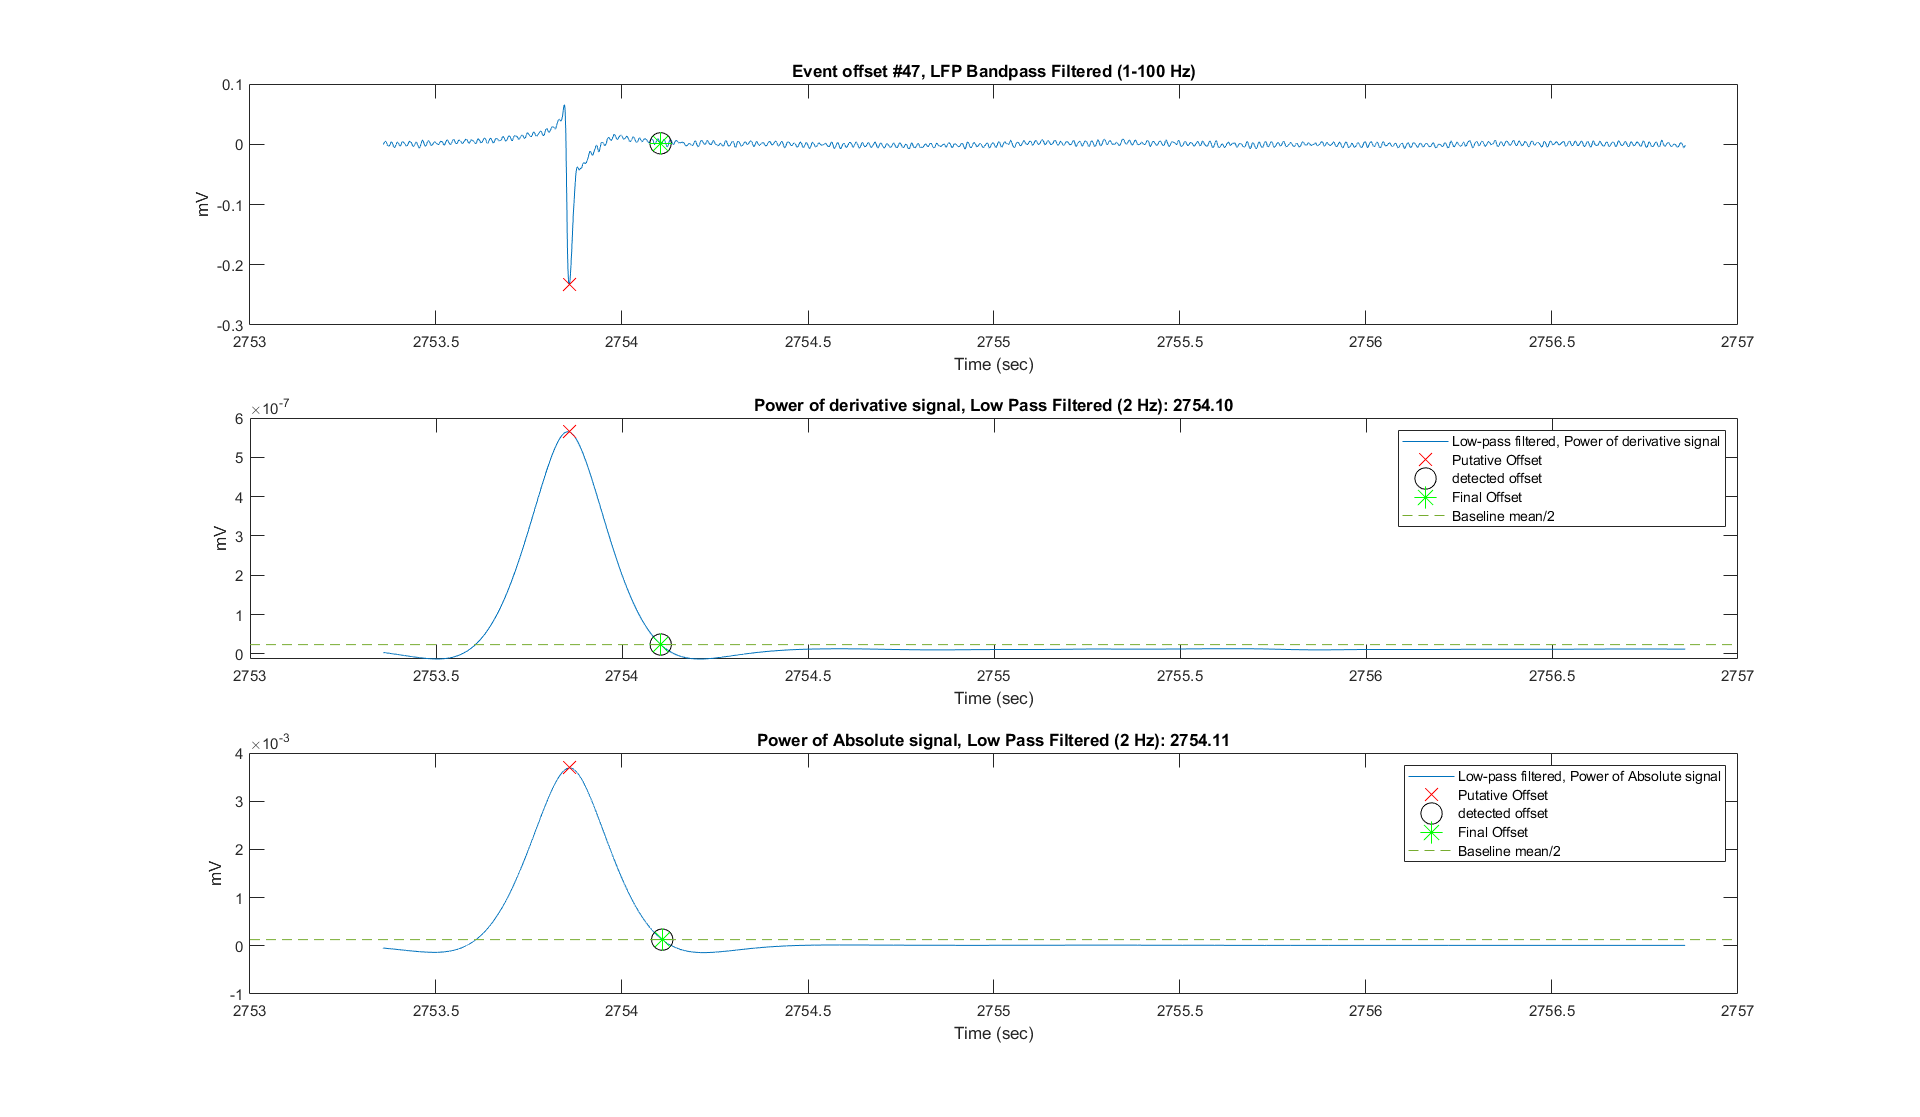 Event offset #47, LFP Bandpass Filtered (1-100 Hz)
0.1
0
-0.1
-0.2
-0.3
mV
2753 2753.5 2754 2754.5 2755 2755.5 2756 2756.5 2757
Time (sec)
Power of derivative signal, Low Pass Filtered (2 Hz): 2754.10
×10⁻⁷
6
5
4
3
2
1
0
mV
Low-pass filtered, Power of derivative signal
Putative Offset
detected offset
Final Offset
Baseline mean/2
2753 2753.5 2754 2754.5 2755 2755.5 2756 2756.5 2757
Time (sec)
Power of Absolute signal, Low Pass Filtered (2 Hz): 2754.11
×10⁻³
4
3
2
1
0
-1
mV
Low-pass filtered, Power of Absolute signal
Putative Offset
detected offset
Final Offset
Baseline mean/2
2753 2753.5 2754 2754.5 2755 2755.5 2756 2756.5 2757
Time (sec)